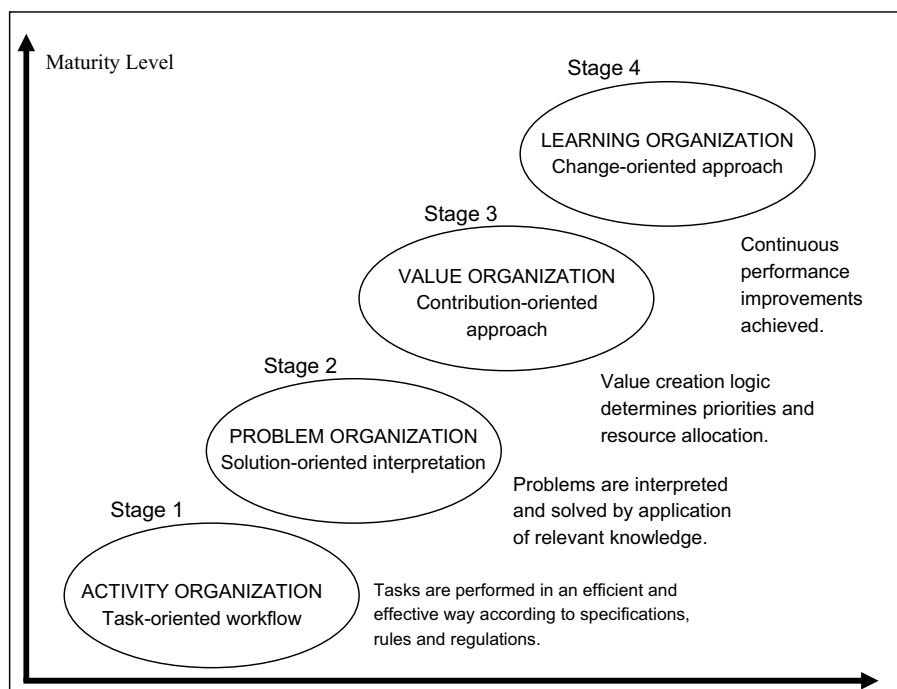 Maturity Level
Stage 4
LEARNING ORGANIZATION
Change-oriented approach
Continuous
performance
improvements
achieved.
Stage 3
VALUE ORGANIZATION
Contribution-oriented
approach
Value creation logic
determines priorities and
resource allocation.
Stage 2
PROBLEM ORGANIZATION
Solution-oriented interpretation
Problems are interpreted
and solved by application
of relevant knowledge.
Stage 1
ACTIVITY ORGANIZATION
Task-oriented workflow
Tasks are performed in an efficient and
effective way according to specifications,
rules and regulations.